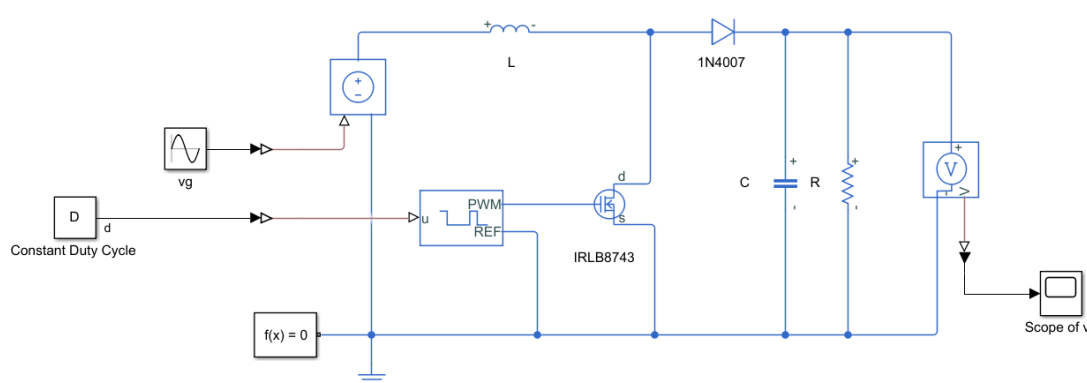 L
1N4007
vg
D
d
Constant Duty Cycle
u
PWM
REF
d
s
IRLB8743
C
R
V
V
f(x) = 0
Scope of v